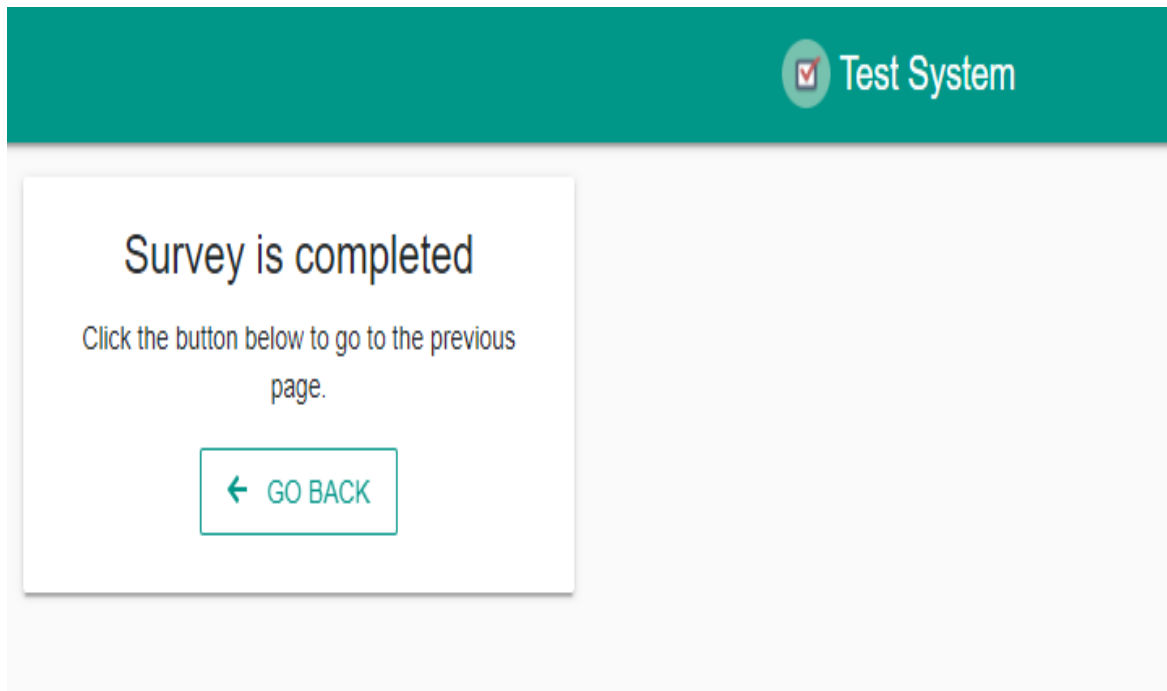 Test System
Survey is completed
Click the button below to go to the previous
page.
GO BACK